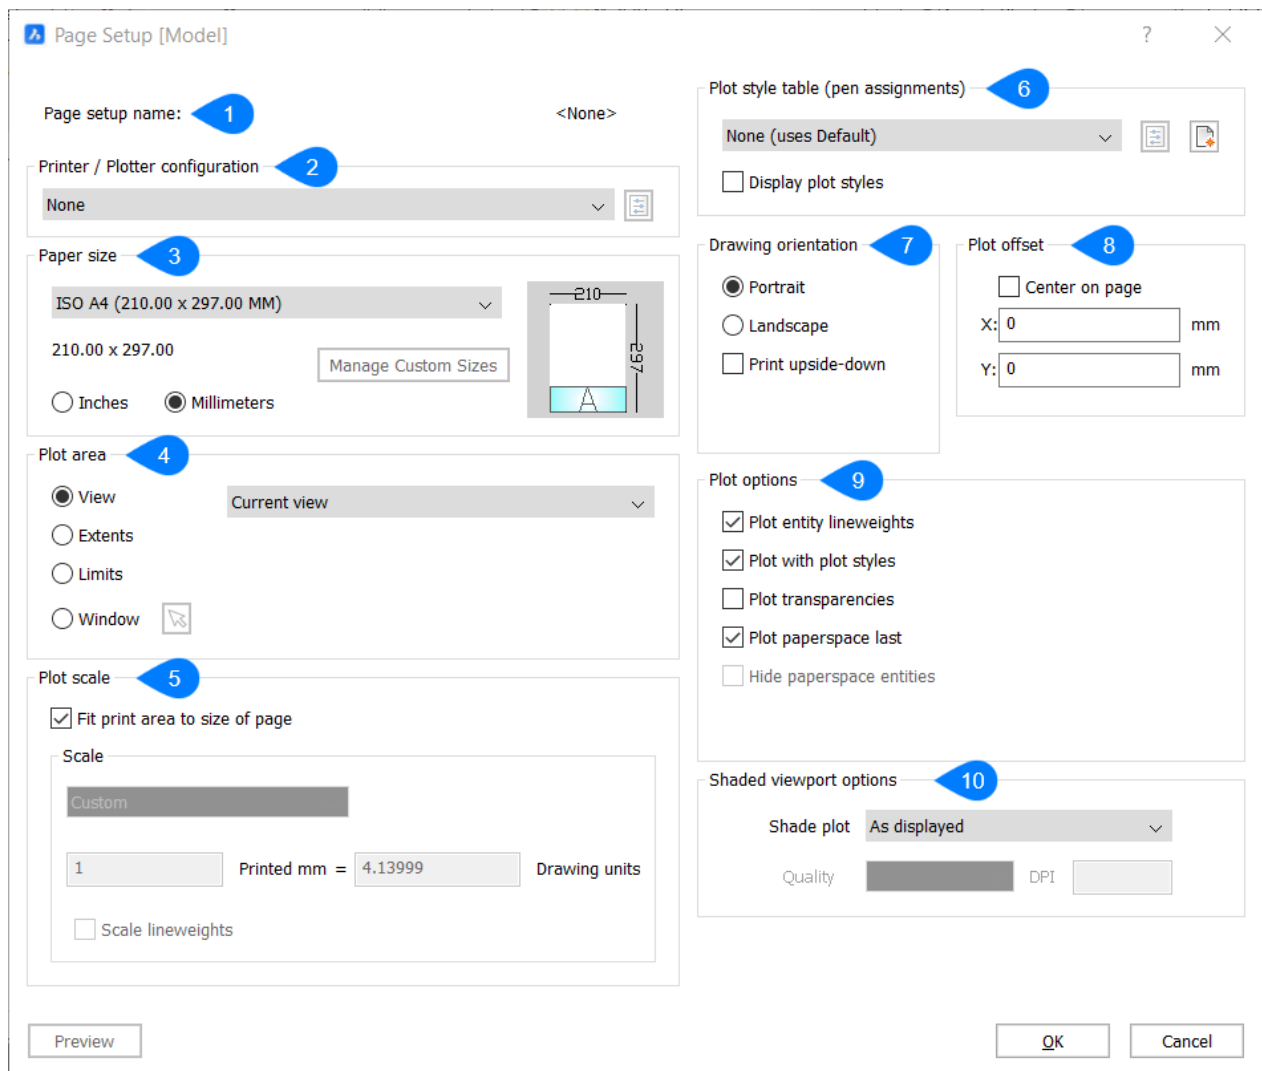 Page Setup [Model]
?
Page setup name:
1
<None>
Printer / Plotter configuration
2
None
Paper size
3
ISO A4 (210.00 x 297.00 MM)
210.00 x 297.00
Manage Custom Sizes
Inches
Millimeters
210
297
A
Plot area
4
View
Current view
Extents
Limits
Window
Plot scale
5
Fit print area to size of page
Scale
Custom
1
Printed mm =
4.13999
Drawing units
Scale lineweights
Plot style table (pen assignments)
6
None (uses Default)
Display plot styles
Drawing orientation
7
Portrait
Landscape
Print upside-down
Plot offset
8
Center on page
X: 0 mm
Y: 0 mm
Plot options
9
Plot entity lineweights
Plot with plot styles
Plot transparencies
Plot paperspace last
Hide paperspace entities
Shaded viewport options
10
Shade plot
As displayed
Quality
DPI
Preview
OK
Cancel